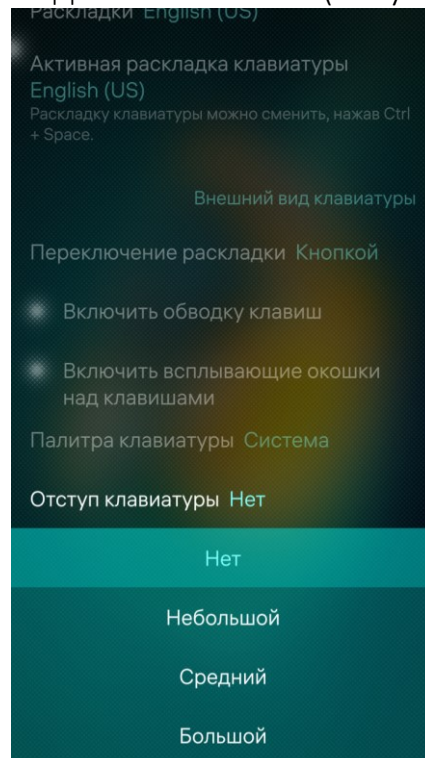 Раскладки English (US)
Активная раскладка клавиатуры
English (US)
Раскладку клавиатуры можно сменить, нажав Ctrl
+ Space.
Внешний вид клавиатуры
Переключение раскладки Кнопкой
Включить обводку клавиш
Включить всплывающие окошки
над клавишами
Палитра клавиатуры Система
Отступ клавиатуры Нет
Нет
Небольшой
Средний
Большой